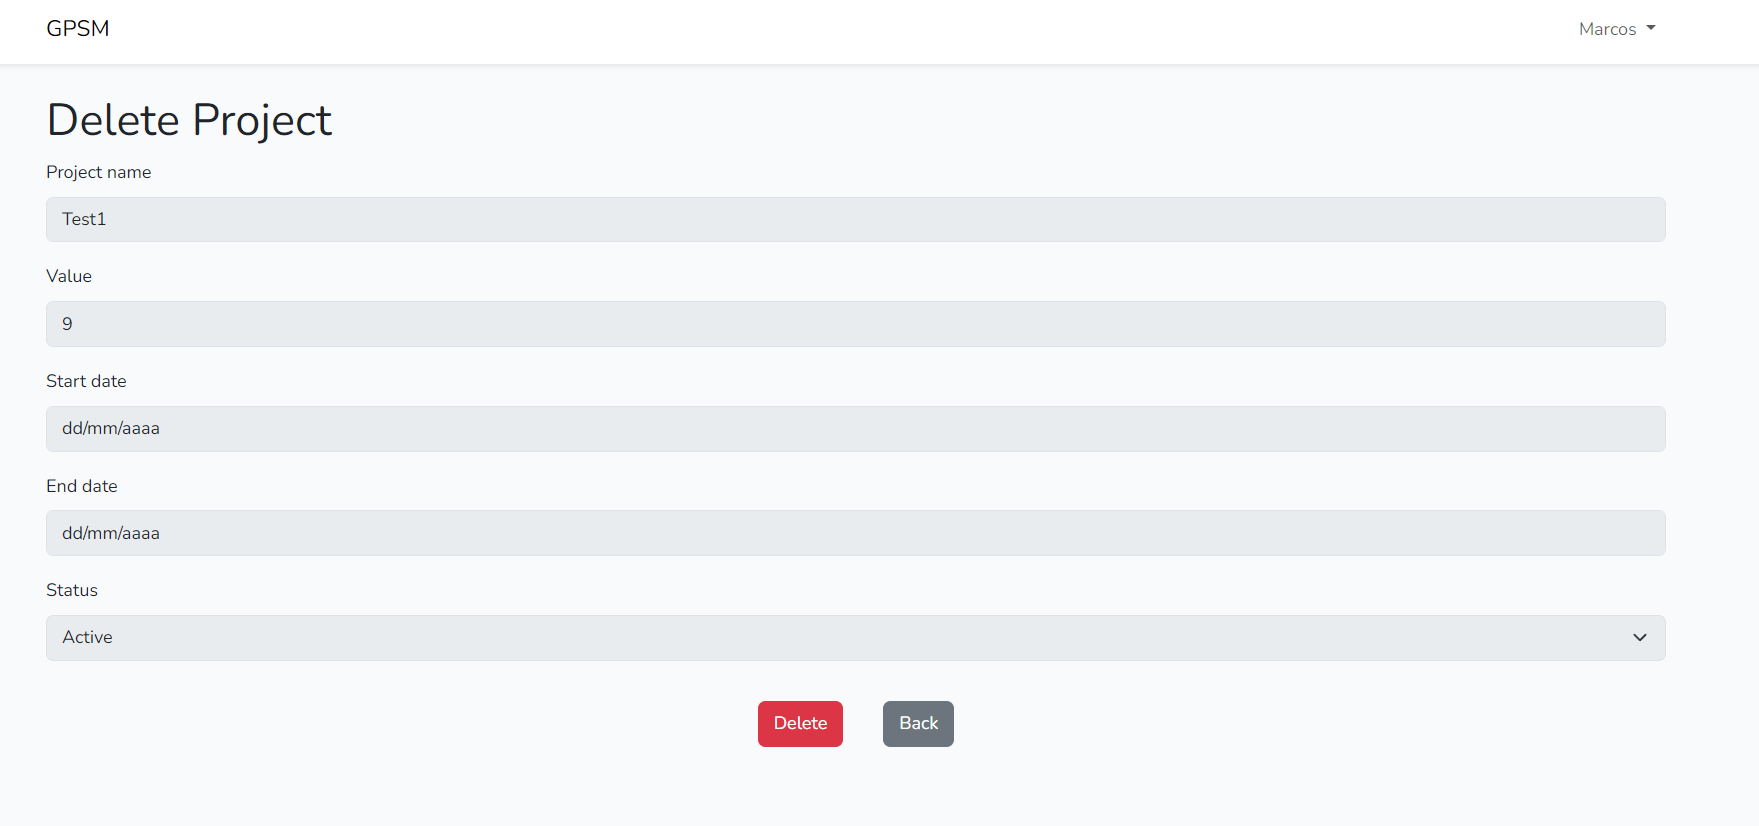 GPSM
Marcos
Delete Project
Project name
Test1
Value
9
Start date
dd/mm/aaaa
End date
dd/mm/aaaa
Status
Active
Delete
Back